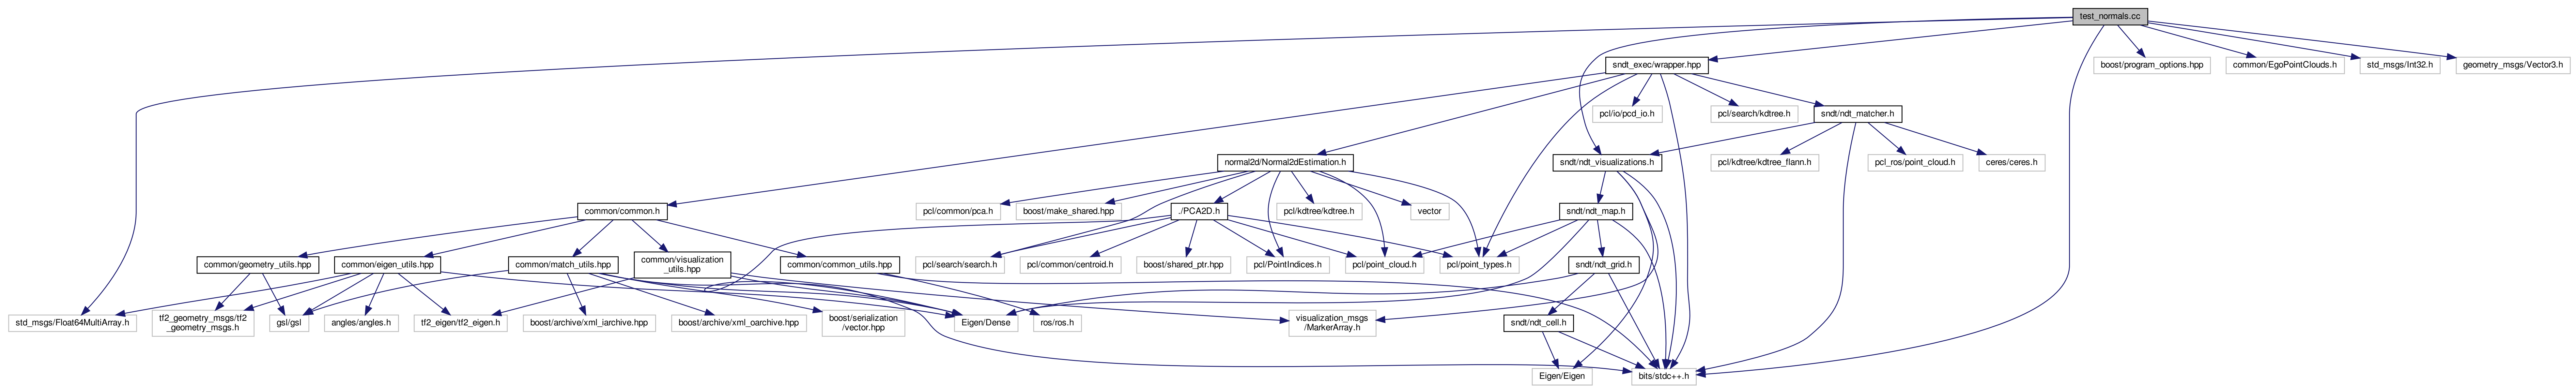 test_normals.cc
sndt_exec/wrapper.hpp
boost/program_options.hpp
common/EgoPointClouds.h
std_msgs/Int32.h
geometry_msgs/Vector3.h
pcl/io/pcd_io.h
pcl/search/kdtree.h
sndt/ndt_matcher.h
normal2d/Normal2dEstimation.h
sndt/ndt_visualizations.h
pcl/kdtree/kdtree_flann.h
pcl_ros/point_cloud.h
ceres/ceres.h
common/common.h
pcl/common/pca.h
boost/make_shared.hpp
./PCA2D.h
pcl/kdtree/kdtree.h
vector
sndt/ndt_map.h
common/geometry_utils.hpp
common/eigen_utils.hpp
common/match_utils.hpp
common/visualization
_utils.hpp
common/common_utils.hpp
pcl/search/search.h
pcl/common/centroid.h
boost/shared_ptr.hpp
pcl/PointIndices.h
pcl/point_cloud.h
pcl/point_types.h
sndt/ndt_grid.h
std_msgs/Float64MultiArray.h
tf2_geometry_msgs/tf2
_geometry_msgs.h
gsl/gsl
angles/angles.h
tf2_eigen/tf2_eigen.h
boost/archive/xml_iarchive.hpp
boost/archive/xml_oarchive.hpp
boost/serialization
/vector.hpp
Eigen/Dense
ros/ros.h
visualization_msgs
/MarkerArray.h
sndt/ndt_cell.h
Eigen/Eigen
bits/stdc++.h